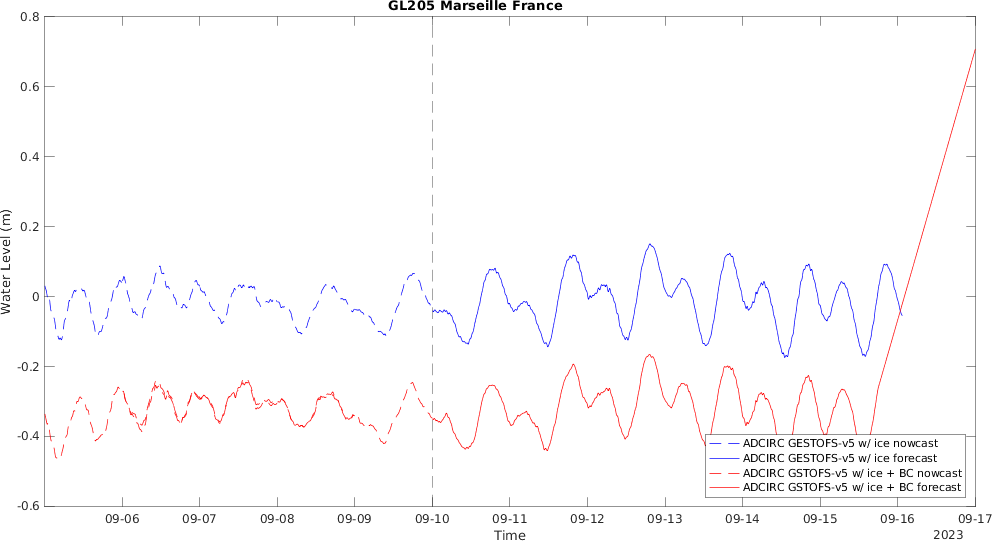 GL205 Marseille France
0.8
0.6
0.4
0.2
0
-0.2
-0.4
-0.6
Water Level (m)
ADCIRC GESTOFS-v5 w/ ice nowcast
ADCIRC GESTOFS-v5 w/ ice forecast
ADCIRC GSTOFS-v5 w/ ice + BC nowcast
ADCIRC GSTOFS-v5 w/ ice + BC forecast
09-06 09-07 09-08 09-09 09-10 09-11 09-12 09-13 09-14 09-15 09-16 09-17
Time
2023